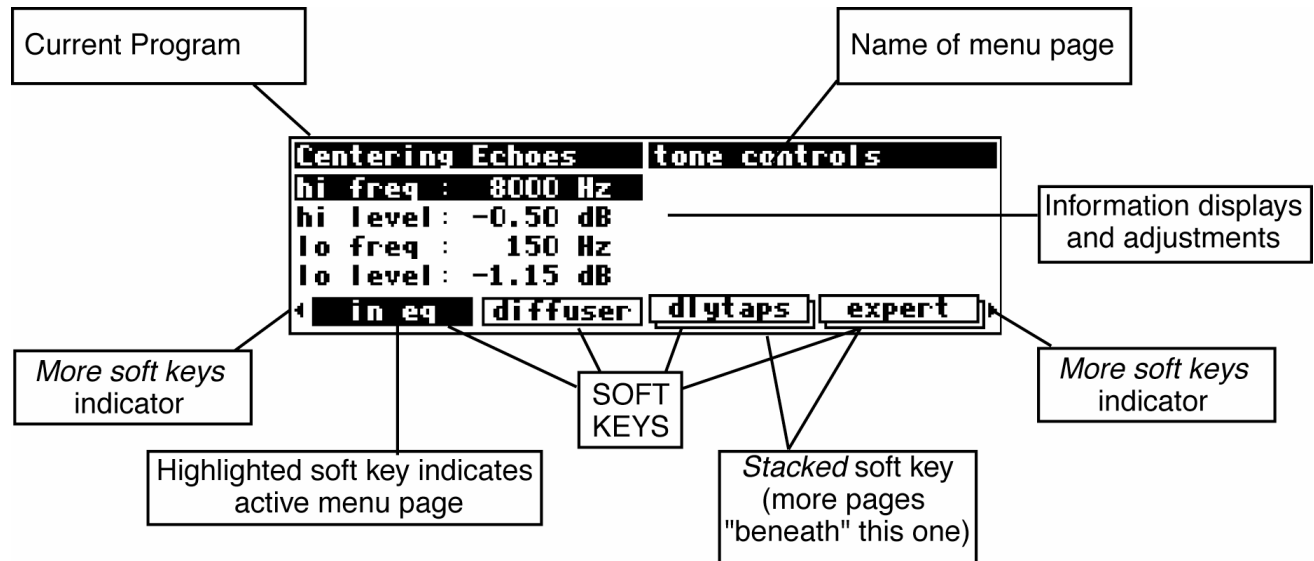 Current Program
Name of menu page
Centering Echoes
tone controls
hi freq : 8000 Hz
hi level: -0.50 dB
lo freq : 150 Hz
lo level: -1.15 dB
Information displays
and adjustments
in eq
diffuser
dlytaps
expert
More soft keys
indicator
SOFT
KEYS
More soft keys
indicator
Highlighted soft key indicates
active menu page
Stacked soft key
(more pages
"beneath" this one)